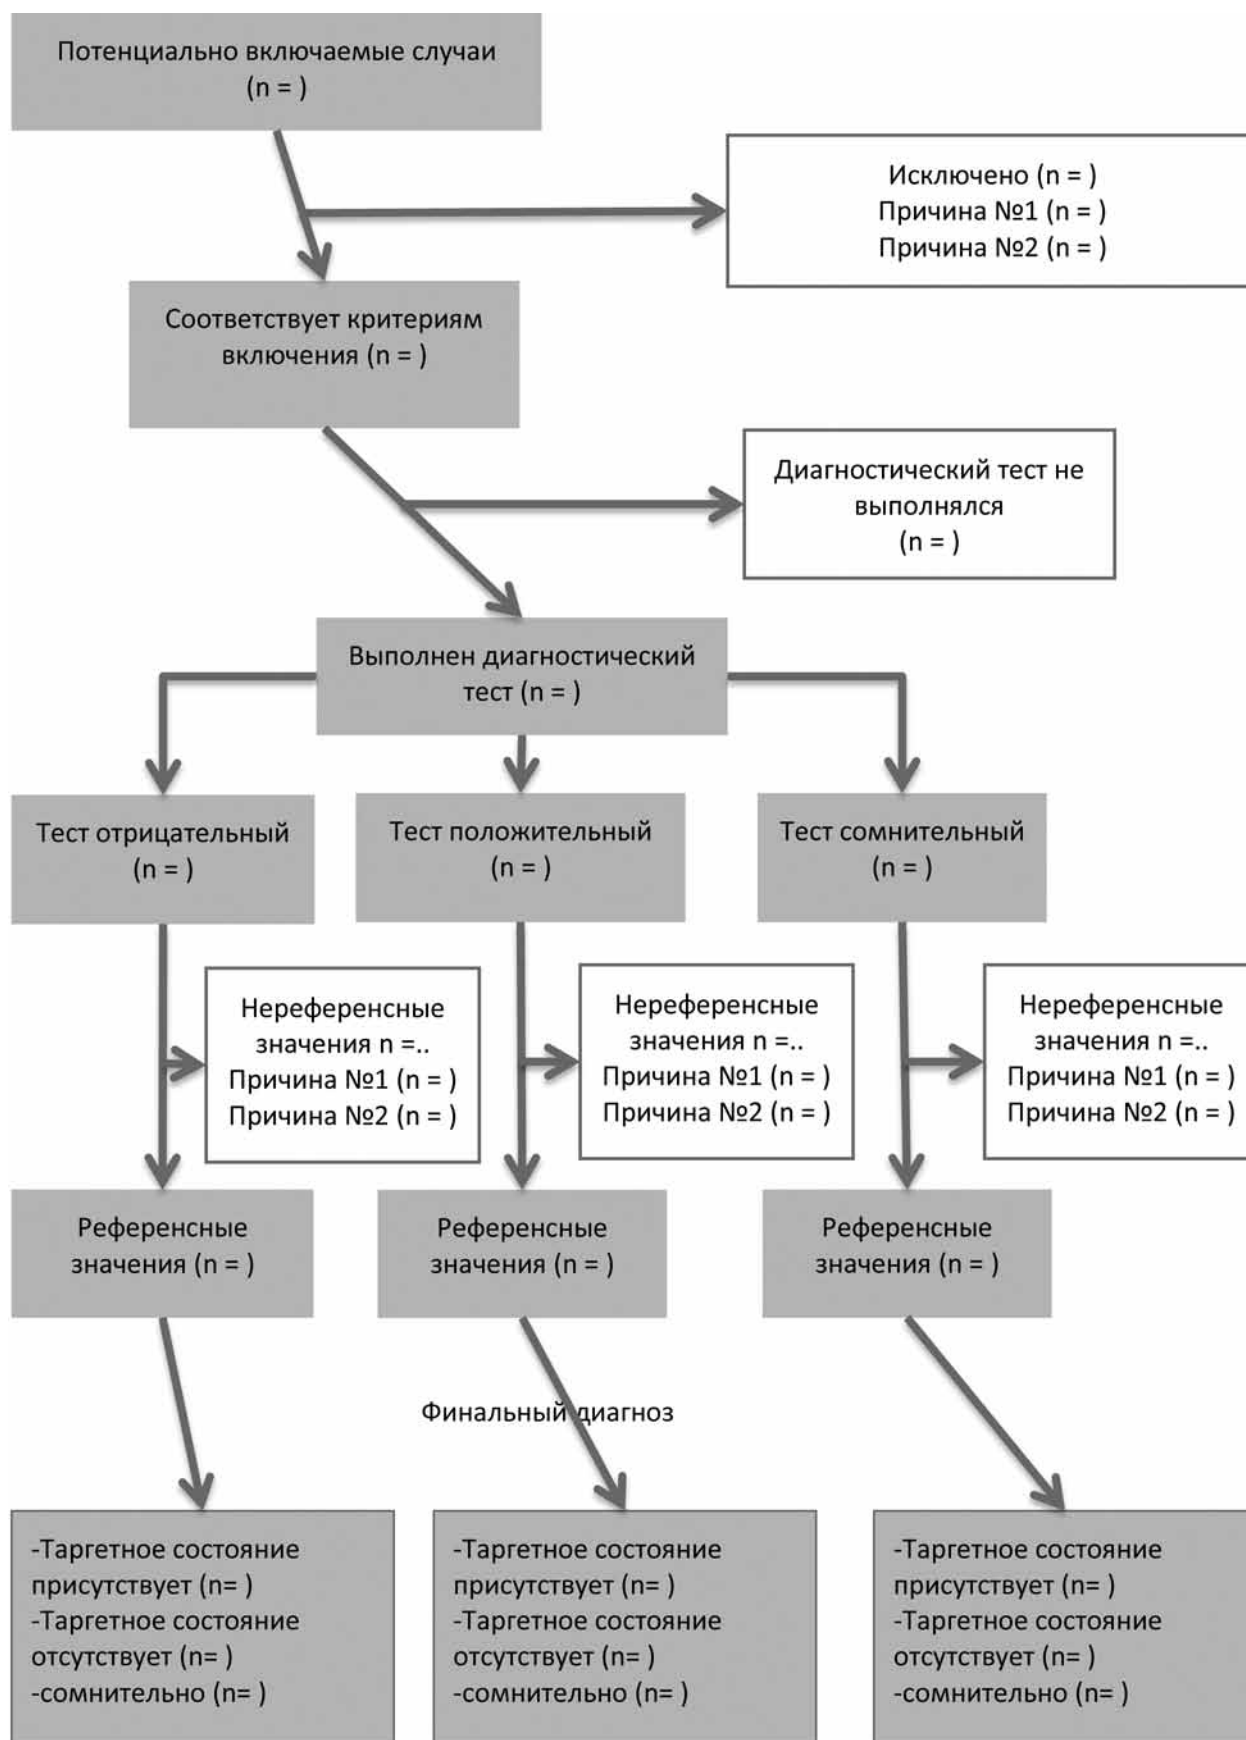 Потенциально включаемые случаи
(n = )
Исключено (n = )
Причина №1 (n = )
Причина №2 (n = )
Соответствует критериям
включения (n = )
Диагностический тест не
выполнялся
(n = )
Выполнен диагностический
тест (n = )
Тест отрицательный
(n = )
Тест положительный
(n = )
Тест сомнительный
(n = )
Нереференсные
значения n =..
Причина №1 (n = )
Причина №2 (n = )
Нереференсные
значения n =..
Причина №1 (n = )
Причина №2 (n = )
Нереференсные
значения n =..
Причина №1 (n = )
Причина №2 (n = )
Референсные
значения (n = )
Референсные
значения (n = )
Референсные
значения (n = )
Финальный диагноз
-Таргетное состояние
присутствует (n= )
-Таргетное состояние
отсутствует (n= )
-сомнительно (n= )
-Таргетное состояние
присутствует (n= )
-Таргетное состояние
отсутствует (n= )
-сомнительно (n= )
-Таргетное состояние
присутствует (n= )
-Таргетное состояние
отсутствует (n= )
-сомнительно (n= )